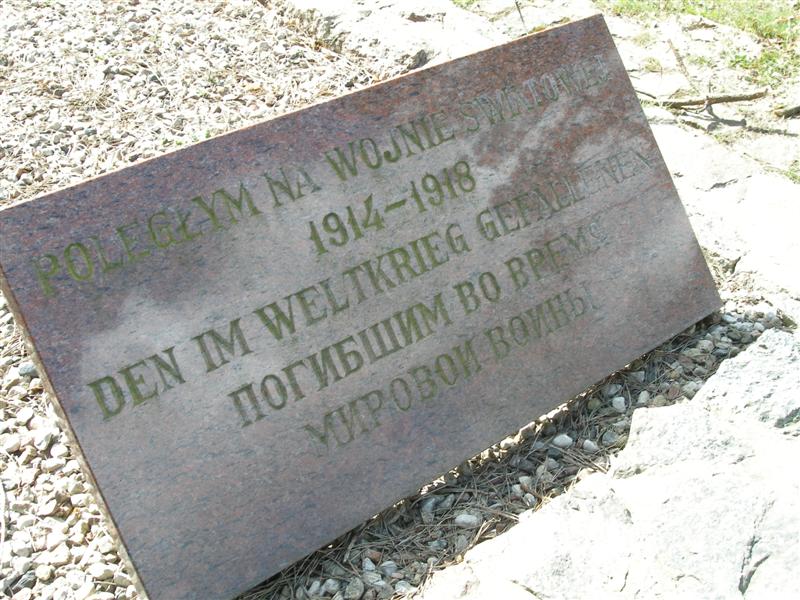 POLEGŁYM NA WOJNIE ŚWIATOWEJ
1914-1918
DEN IM WELTKRIEG GEFALLENEN
ПОГИБШИМ ВО ВРЕМЯ
МИРОВОЙ ВОЙНЫ